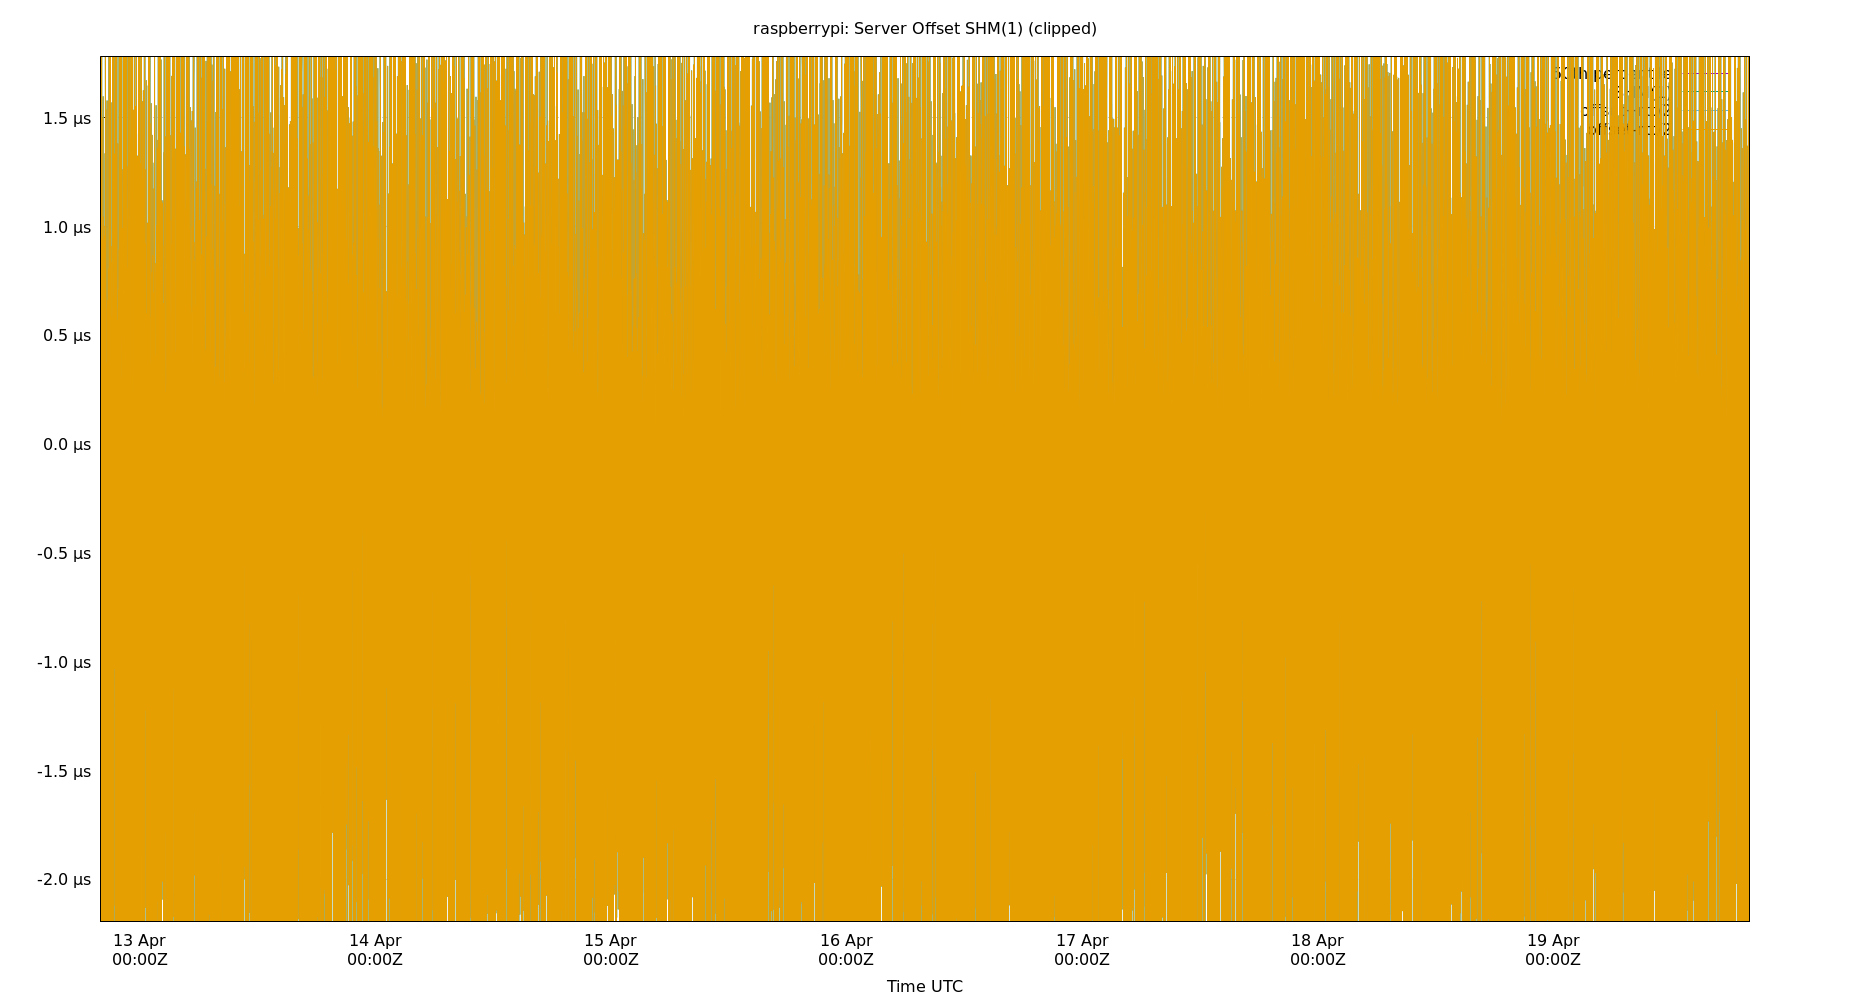 raspberrypi: Server Offset SHM(1) (clipped)
1.5 µs
1.0 µs
0.5 µs
0.0 µs
-0.5 µs
-1.0 µs
-1.5 µs
-2.0 µs
13 Apr 14 Apr 15 Apr 16 Apr 17 Apr 18 Apr 19 Apr
00:00Z 00:00Z 00:00Z 00:00Z 00:00Z 00:00Z 00:00Z
Time UTC